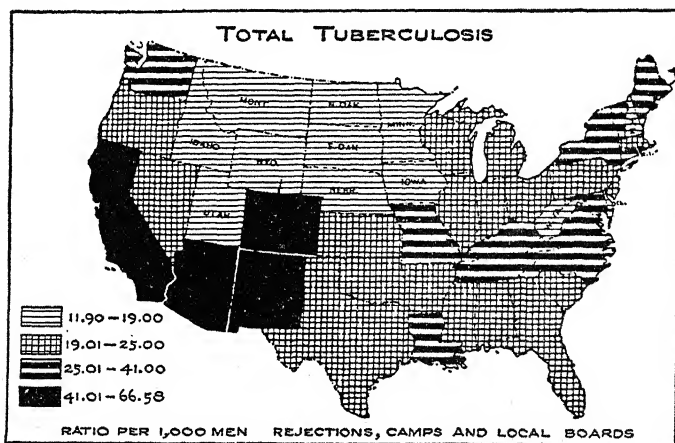 TOTAL TUBERCULOSIS
MONT.
N.DAK.
MINN.
IDAHO
WYO.
S.DAK.
NEBR.
IOWA
UTAH
R.I.
11.90-19.00
19.01-25.00
25.01-41.00
41.01-66.58
RATIO PER 1,000 MEN REJECTIONS, CAMPS AND LOCAL BOARDS